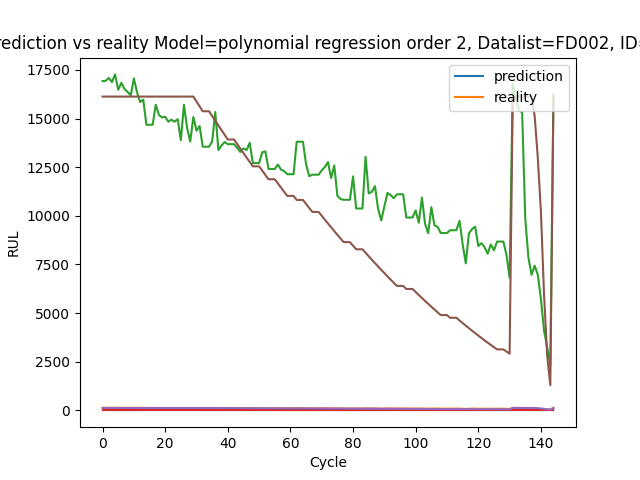 rediction vs reality Model=polynomial regression order 2, Datalist=FD002, ID=
prediction
reality
RUL
17500
15000
12500
10000
7500
5000
2500
0
0 20 40 60 80 100 120 140
Cycle